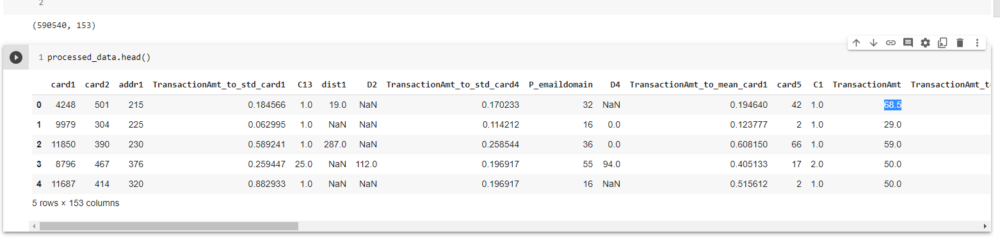 2
(590540, 153)
1 processed_data.head()
card1 card2 addr1 TransactionAmt_to_std_card1 C13 dist1 D2 TransactionAmt_to_std_card4 P_emaildomain D4 TransactionAmt_to_mean_card1 card5 C1 TransactionAmt TransactionAmt_t
0 4248 501 215 0.184566 1.0 19.0 NaN 0.170233 32 NaN 0.194640 42 1.0 68.5
1 9979 304 225 0.062995 1.0 NaN NaN 0.114212 16 0.0 0.123777 2 1.0 29.0
2 11850 390 230 0.589241 1.0 287.0 NaN 0.258544 36 0.0 0.608150 66 1.0 59.0
3 8796 467 376 0.259447 25.0 NaN 112.0 0.196917 55 94.0 0.405133 17 2.0 50.0
4 11687 414 320 0.882933 1.0 NaN NaN 0.196917 16 NaN 0.515612 2 1.0 50.0
5 rows × 153 columns